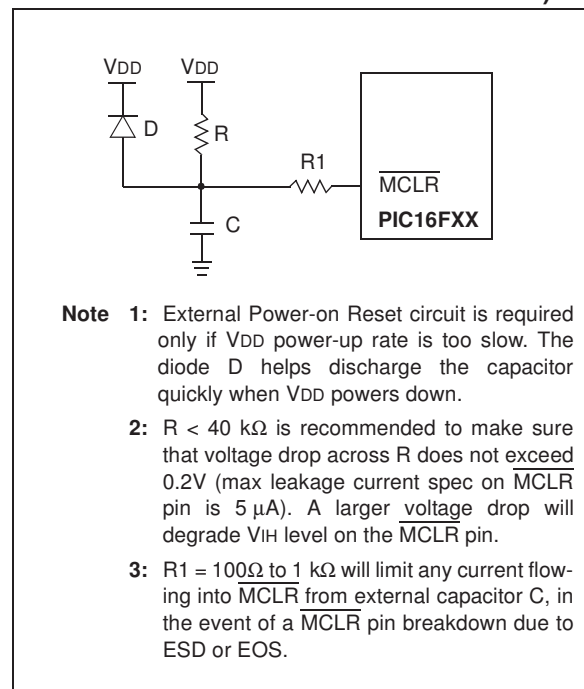 VDD VDD
D
R
R1
MCLR
PIC16FXX
C
Note 1: External Power-on Reset circuit is required
only if VDD power-up rate is too slow. The
diode D helps discharge the capacitor
quickly when VDD powers down.
2: R < 40 kΩ is recommended to make sure
that voltage drop across R does not exceed
0.2V (max leakage current spec on MCLR
pin is 5 μA). A larger voltage drop will
degrade VIH level on the MCLR pin.
3: R1 = 100Ω to 1 kΩ will limit any current flow-
ing into MCLR from external capacitor C, in
the event of a MCLR pin breakdown due to
ESD or EOS.